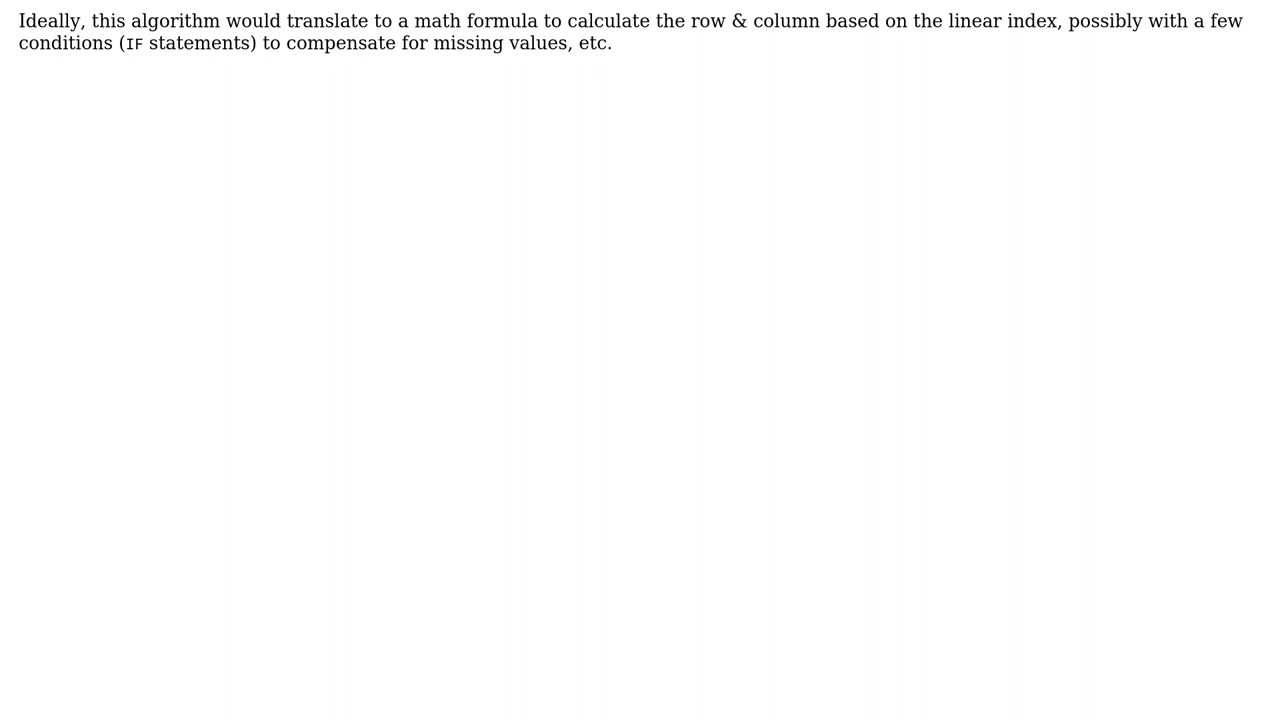 Ideally, this algorithm would translate to a math formula to calculate the row & column based on the linear index, possibly with a few
conditions (IF statements) to compensate for missing values, etc.